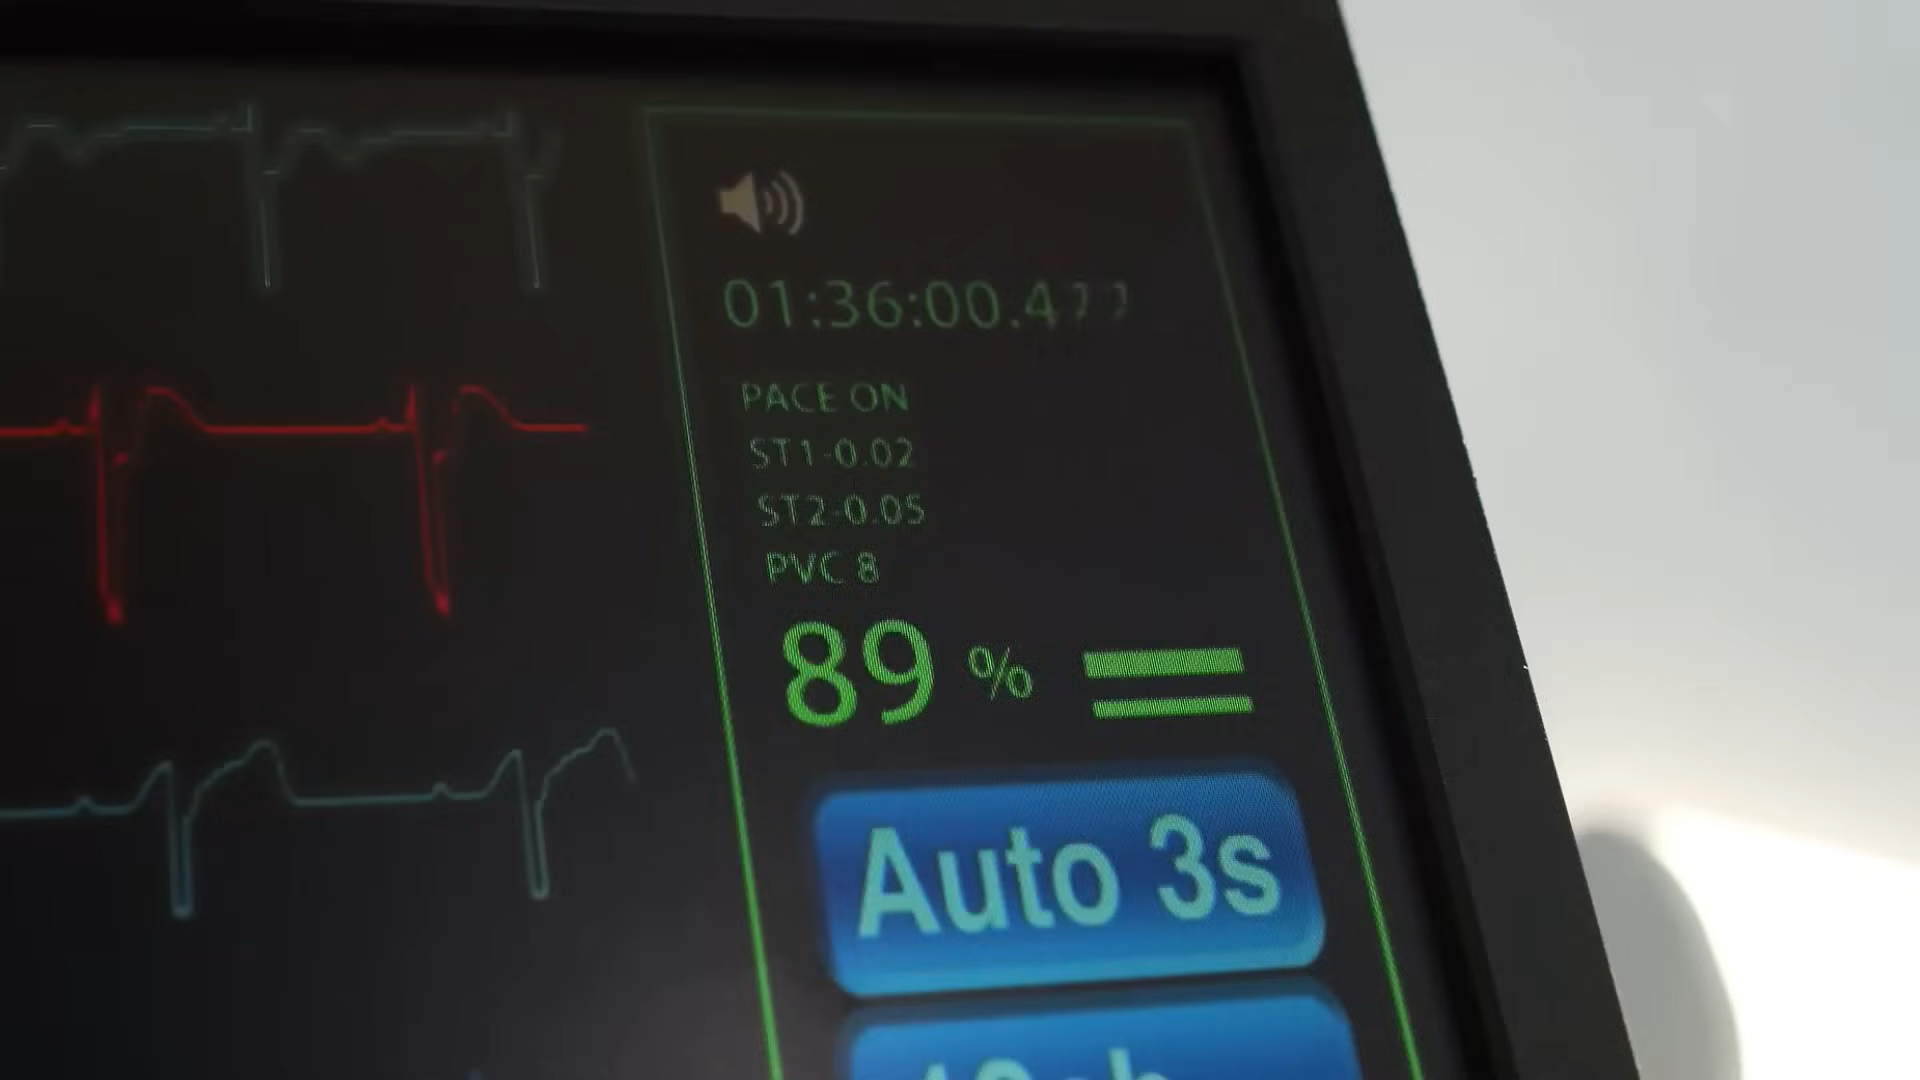 01:36:00.4
PACE ON
ST1-0.02
ST2-0.05
PVC 8
89 %
Auto 3s